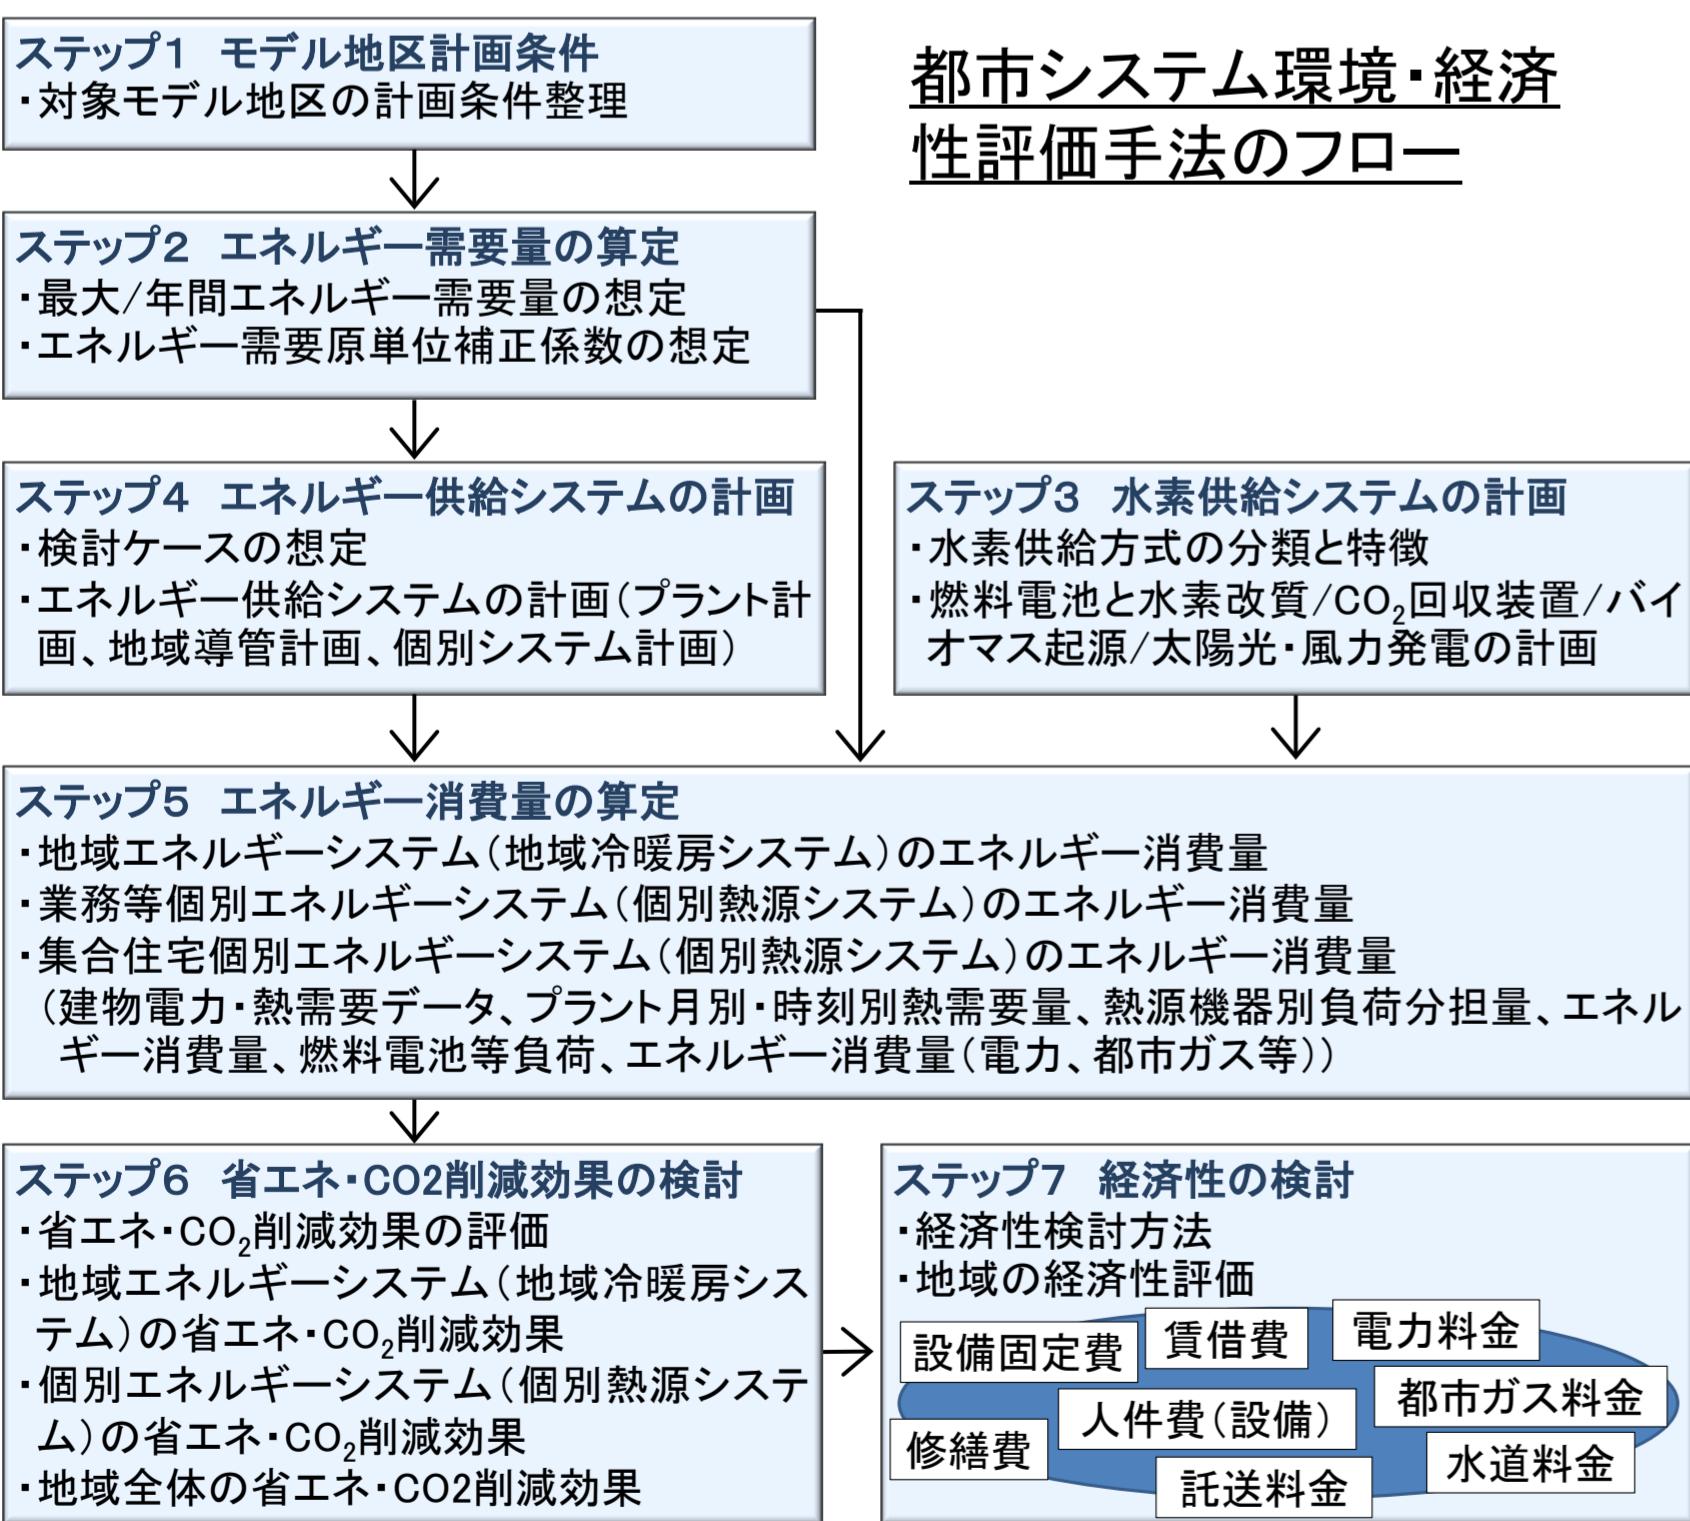 都市システム環境・経済
性評価手法のフロー
ステップ1　モデル地区計画条件
・対象モデル地区の計画条件整理
ステップ2　エネルギー需要量の算定
・最大/年間エネルギー需要量の想定
・エネルギー需要原単位補正係数の想定
ステップ4　エネルギー供給システムの計画
・検討ケースの想定
・エネルギー供給システムの計画（プラント計
画、地域導管計画、個別システム計画）
ステップ3　水素供給システムの計画
・水素供給方式の分類と特徴
・燃料電池と水素改質/CO₂回収装置/バイ
オマス起源/太陽光・風力発電の計画
ステップ5　エネルギー消費量の算定
・地域エネルギーシステム（地域冷暖房システム）のエネルギー消費量
・業務等個別エネルギーシステム（個別熱源システム）のエネルギー消費量
・集合住宅個別エネルギーシステム（個別熱源システム）のエネルギー消費量
（建物電力・熱需要データ、プラント月別・時刻別熱需要量、熱源機器別負荷分担量、エネル
ギー消費量、燃料電池等負荷、エネルギー消費量（電力、都市ガス等））
ステップ6　省エネ・CO2削減効果の検討
・省エネ・CO₂削減効果の評価
・地域エネルギーシステム（地域冷暖房シス
テム）の省エネ・CO₂削減効果
・個別エネルギーシステム（個別熱源システ
ム）の省エネ・CO₂削減効果
・地域全体の省エネ・CO2削減効果
ステップ7　経済性の検討
・経済性検討方法
・地域の経済性評価
設備固定費
賃借費
電力料金
人件費（設備）
都市ガス料金
修繕費
託送料金
水道料金